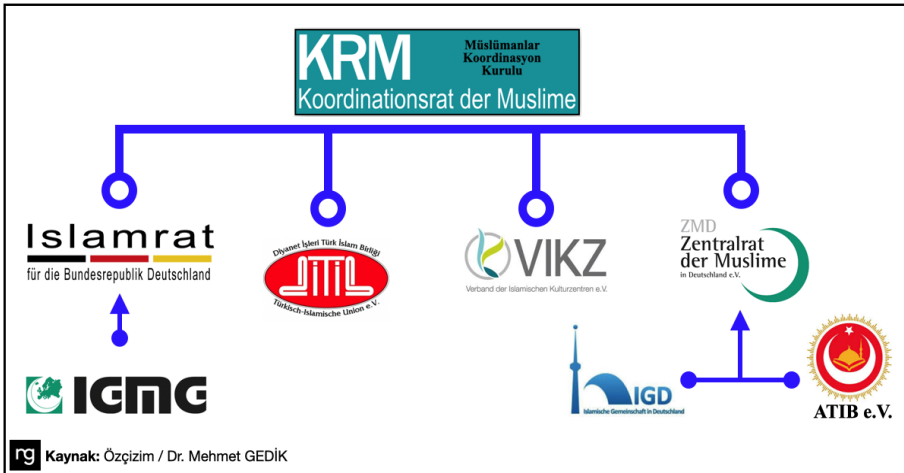 KRM
Müslümanlar
Koordinasyon
Kurulu
Koordinationsrat der Muslime
Islamrat
für die Bundesrepublik Deutschland
Diyanet İşleri Türk İslam Birliği
DİTİB
Türkisch-Islamische Union e.V.
VIKZ
Verband der Islamischen Kulturzentren e.V.
ZMD
Zentralrat
der Muslime
in Deutschland e.V.
IGMG
IGD
Islamische Gemeinschaft in Deutschland
ATIB e.V.
rg Kaynak: Özçizim / Dr. Mehmet GEDİK